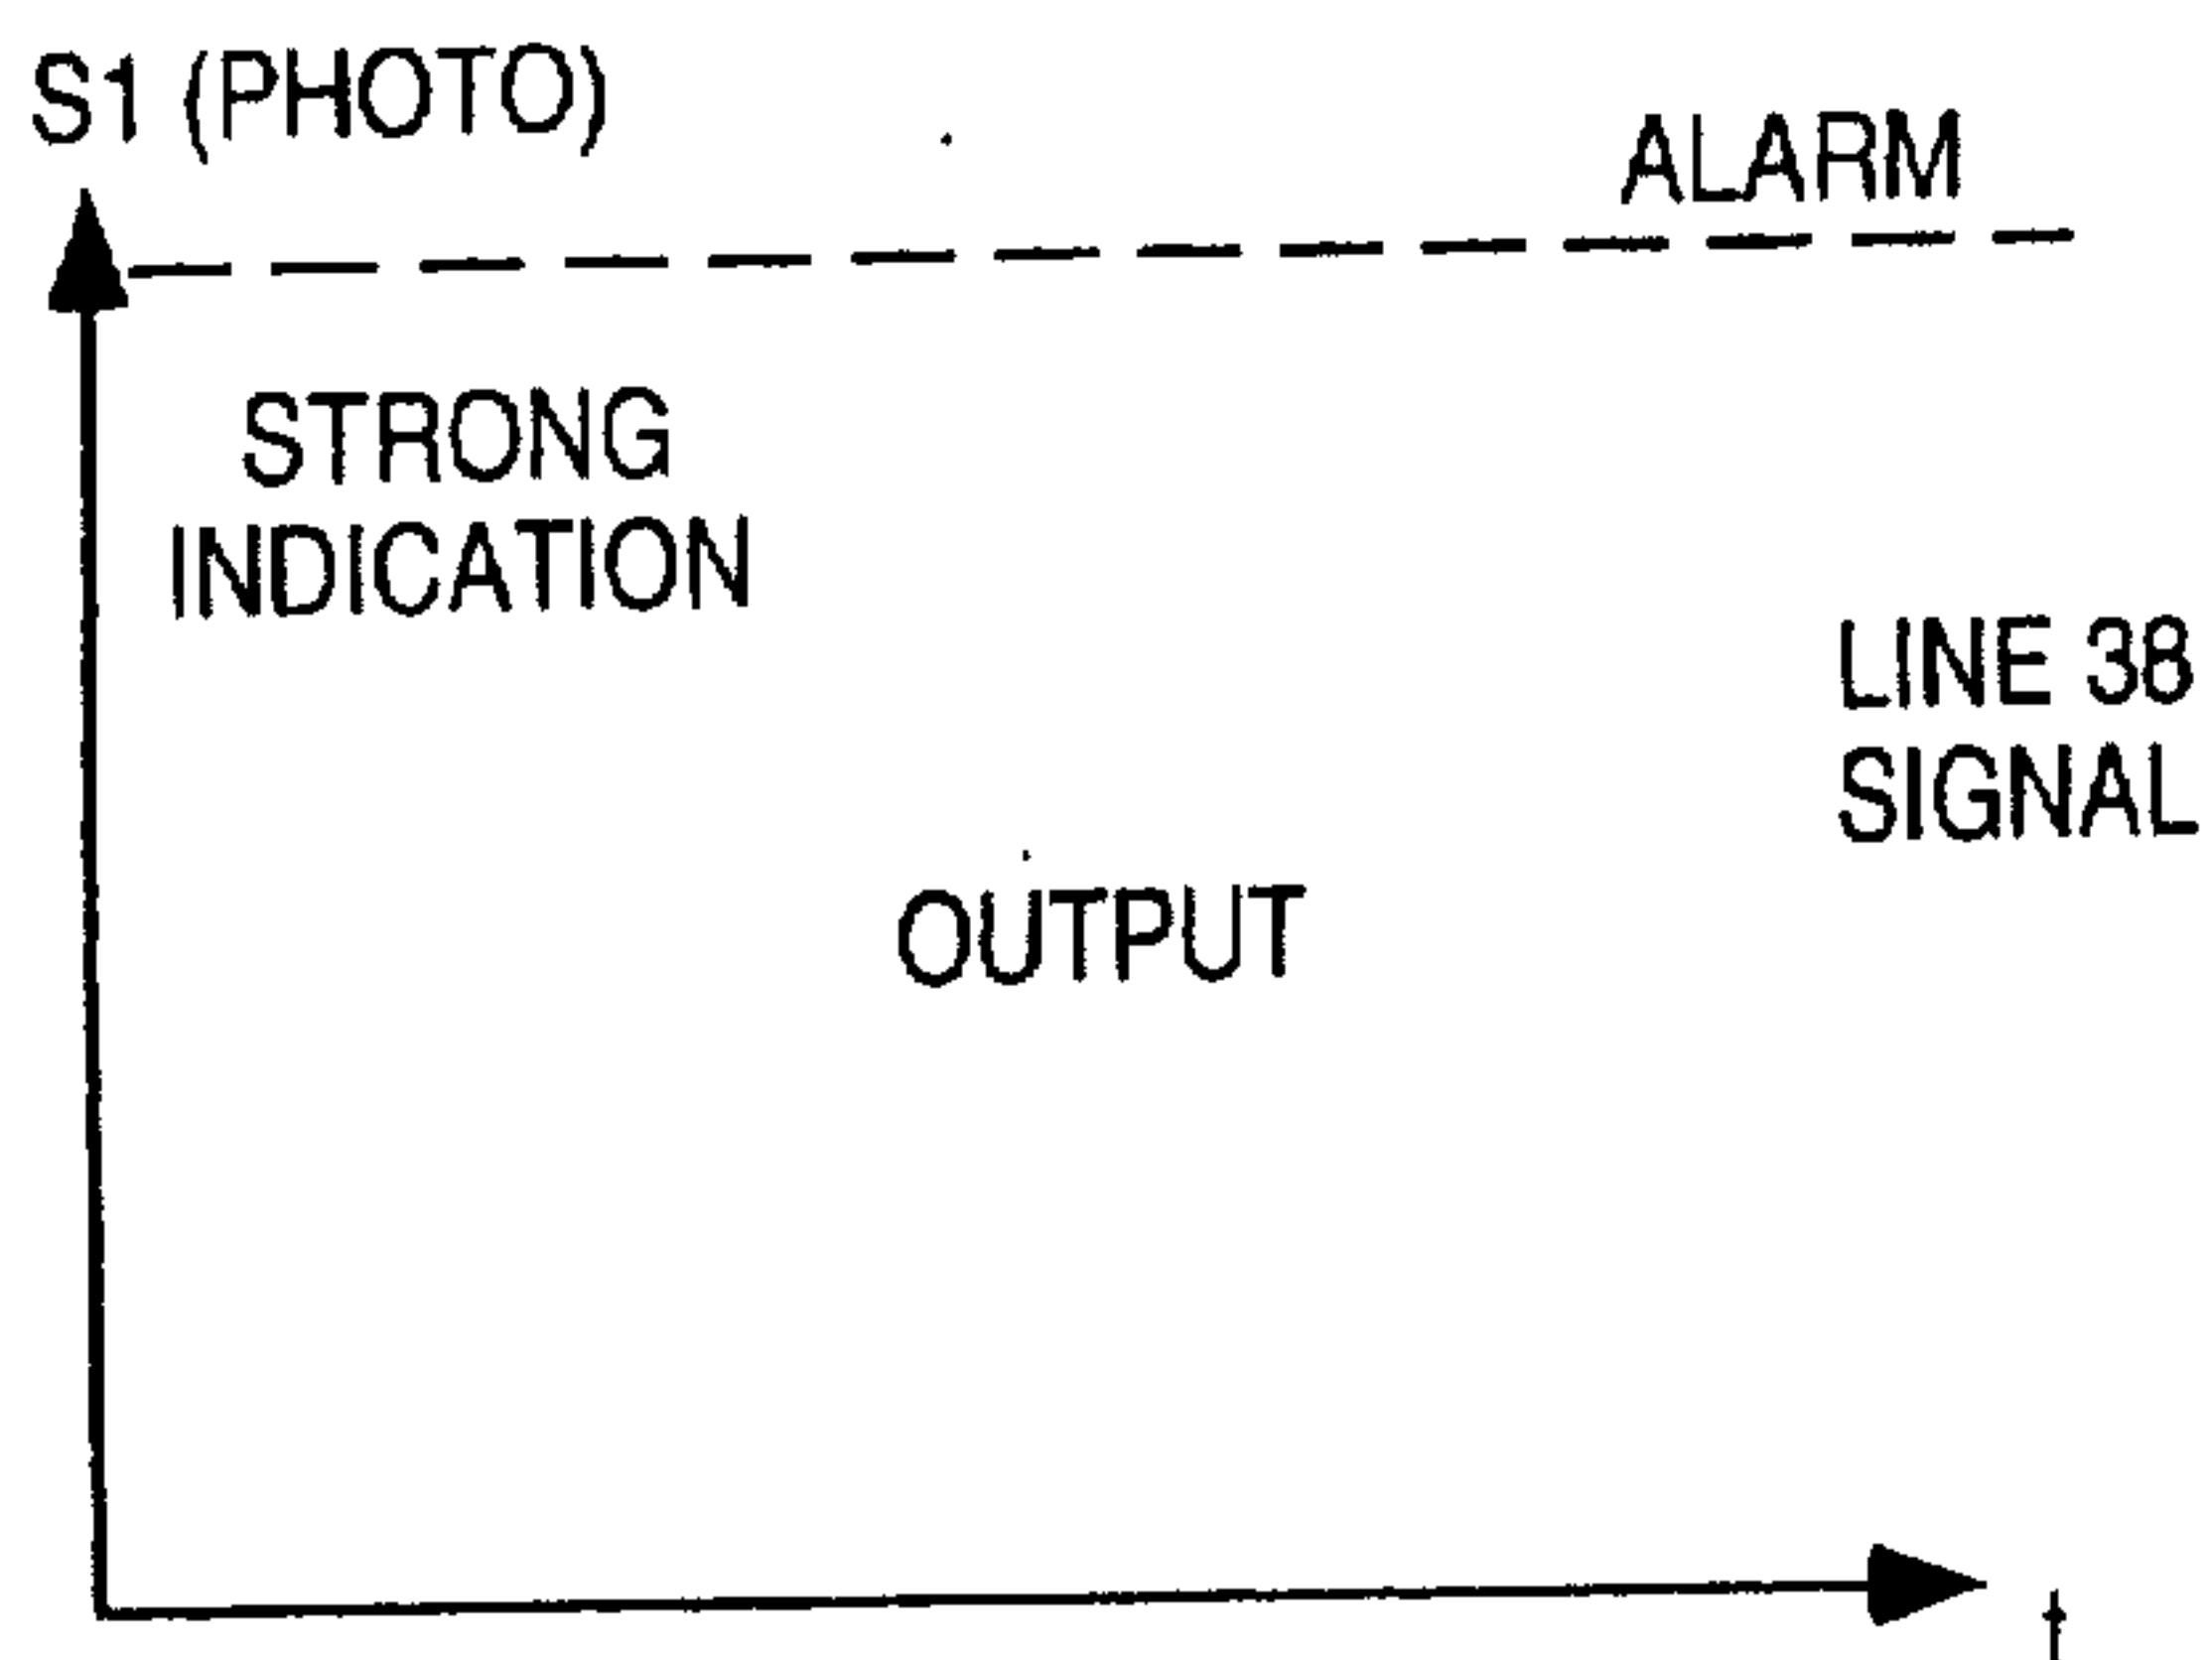 S1 (PHOTO)
ALARM
STRONG
INDICATION
LINE 38
SIGNAL
OUTPUT
t